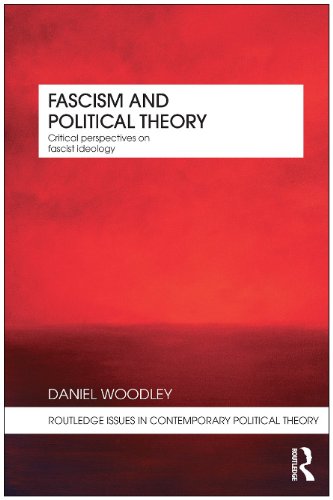 FASCISM AND
POLITICAL THEORY
Critical perspectives on
fascist ideology
DANIEL WOODLEY
ROUTLEDGE ISSUES IN CONTEMPORARY POLITICAL THEORY
ROUTLEDGE